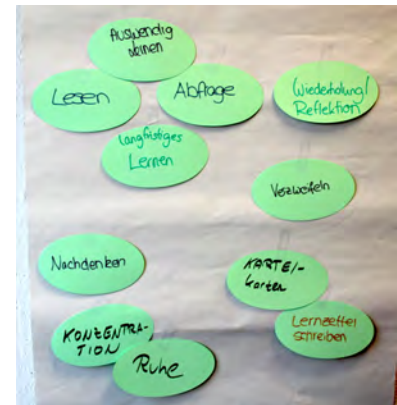 Auswendig
lernen
Lesen
Abfrage
Wiederholung/
Reflektion
langfristiges
Lernen
Verzweifeln
Nachdenken
KARTEI-
karten
KONZENTRA-
TION
Lernzettel
schreiben
Ruhe